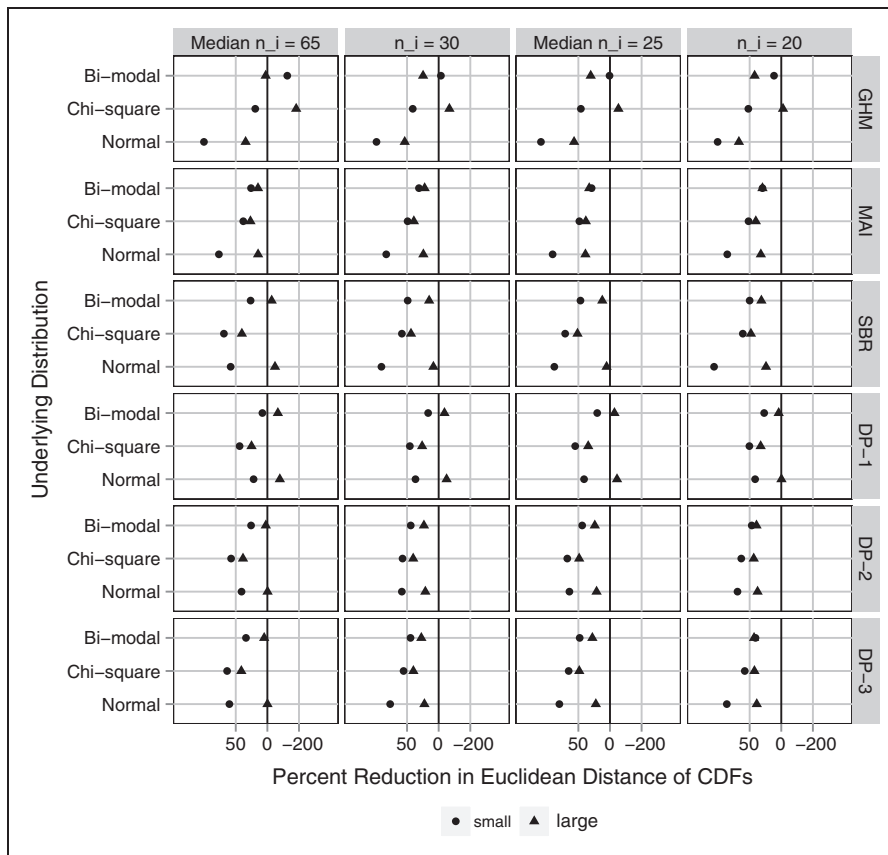 Median n_i = 65
n_i = 30
Median n_i = 25
n_i = 20
Underlying Distribution
Bi−modal
Chi−square
Normal
GHM
Bi−modal
Chi−square
Normal
MAI
Bi−modal
Chi−square
Normal
SBR
Bi−modal
Chi−square
Normal
DP−1
Bi−modal
Chi−square
Normal
DP−2
Bi−modal
Chi−square
Normal
DP−3
50 0 −200 50 0 −200 50 0 −200 50 0 −200
Percent Reduction in Euclidean Distance of CDFs
small large